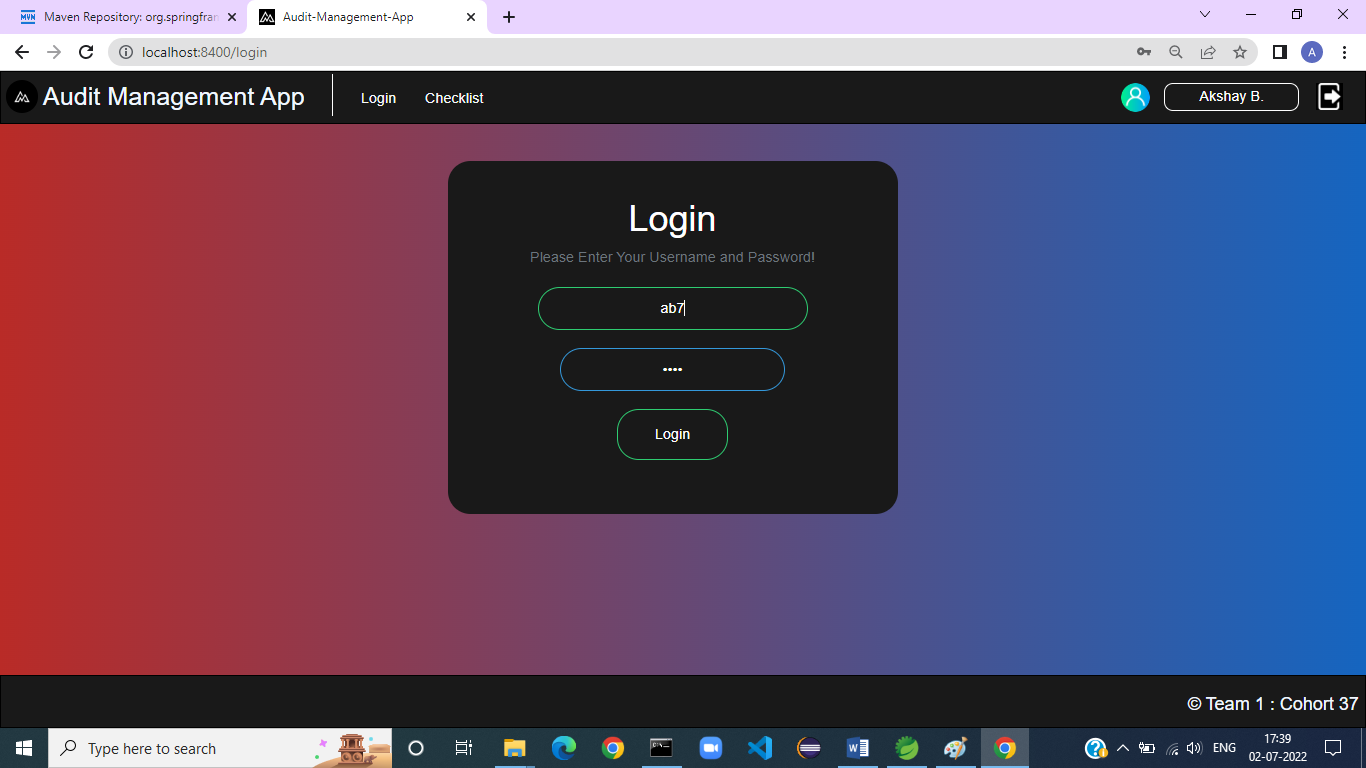 Maven Repository: org.springfran
Audit-Management-App
localhost:8400/login
A
Audit Management App
Login
Checklist
Akshay B.
Login
Please Enter Your Username and Password!
ab7
••••
Login
© Team 1 : Cohort 37
Type here to search
ENG
17:39
02-07-2022